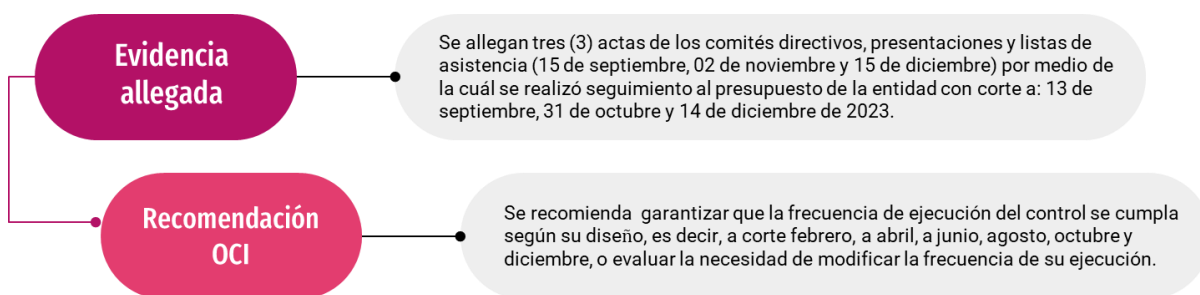 Evidencia
allegada
Se allegan tres (3) actas de los comités directivos, presentaciones y listas de
asistencia (15 de septiembre, 02 de noviembre y 15 de diciembre) por medio de
la cuál se realizó seguimiento al presupuesto de la entidad con corte a: 13 de
septiembre, 31 de octubre y 14 de diciembre de 2023.
Recomendación
OCI
Se recomienda garantizar que la frecuencia de ejecución del control se cumpla
según su diseño, es decir, a corte febrero, a abril, a junio, agosto, octubre y
diciembre, o evaluar la necesidad de modificar la frecuencia de su ejecución.